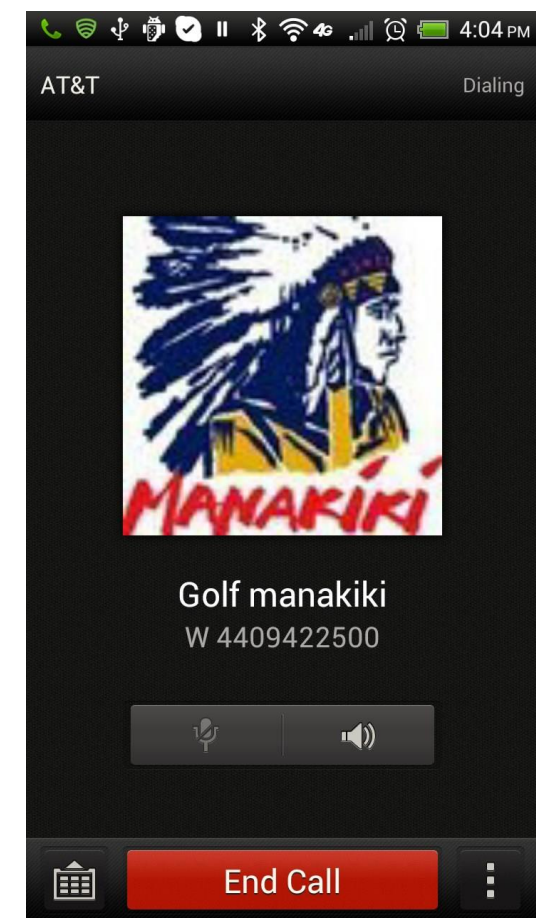 4G 4:04 PM
AT&T Dialing
MANAKIKI
Golf manakiki
W 4409422500
End Call